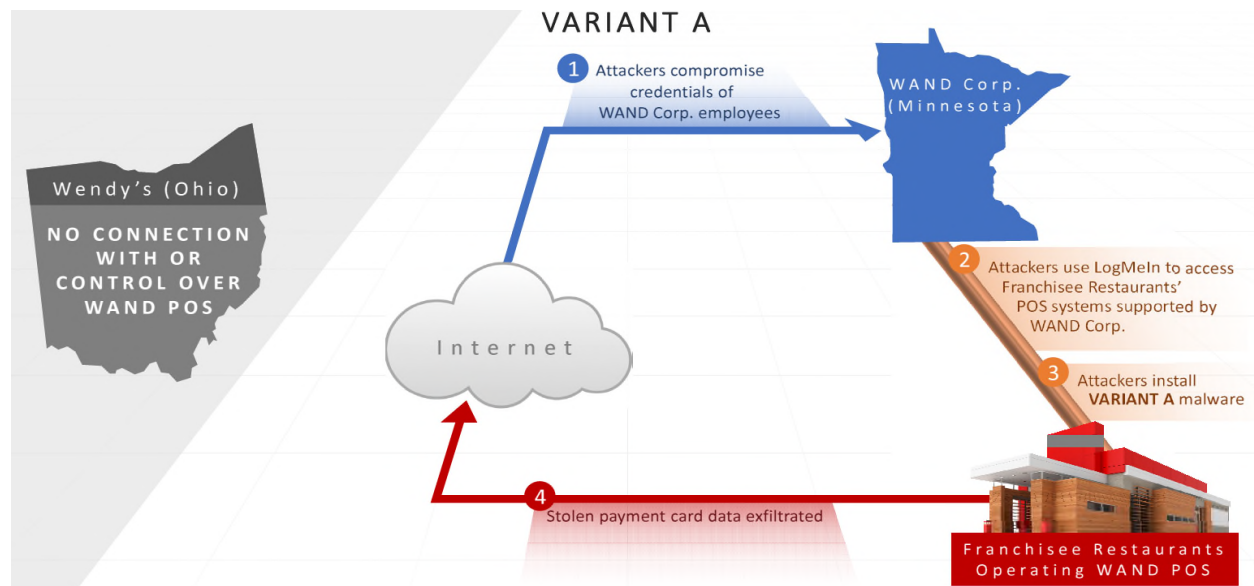 VARIANT A
1
Attackers compromise
credentials of
WAND Corp. employees
WAND Corp.
(Minnesota)
Wendy's (Ohio)
NO CONNECTION
WITH OR
CONTROL OVER
WAND POS
2
Attackers use LogMeIn to access
Franchisee Restaurants'
POS systems supported by
WAND Corp.
Internet
3
Attackers install
VARIANT A malware
4
Stolen payment card data exfiltrated
Franchisee Restaurants
Operating WAND POS